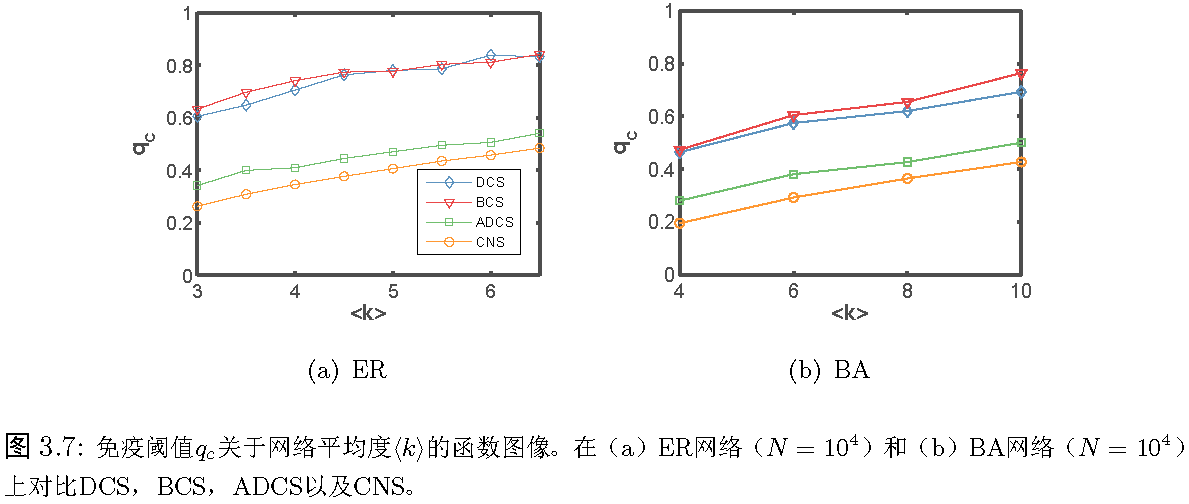 1
0.8
0.6
0.4
0.2
0
q_c
3
4
5
6
<k>
DCS
BCS
ADCS
CNS
(a) ER
1
0.8
0.6
0.4
0.2
0
q_c
4
6
8
10
<k>
(b) BA
图 3.7: 免疫阈值q_c关于网络平均度⟨k⟩的函数图像。在（a）ER网络（N = 10⁴）和（b）BA网络（N = 10⁴）
上对比DCS，BCS，ADCS以及CNS。